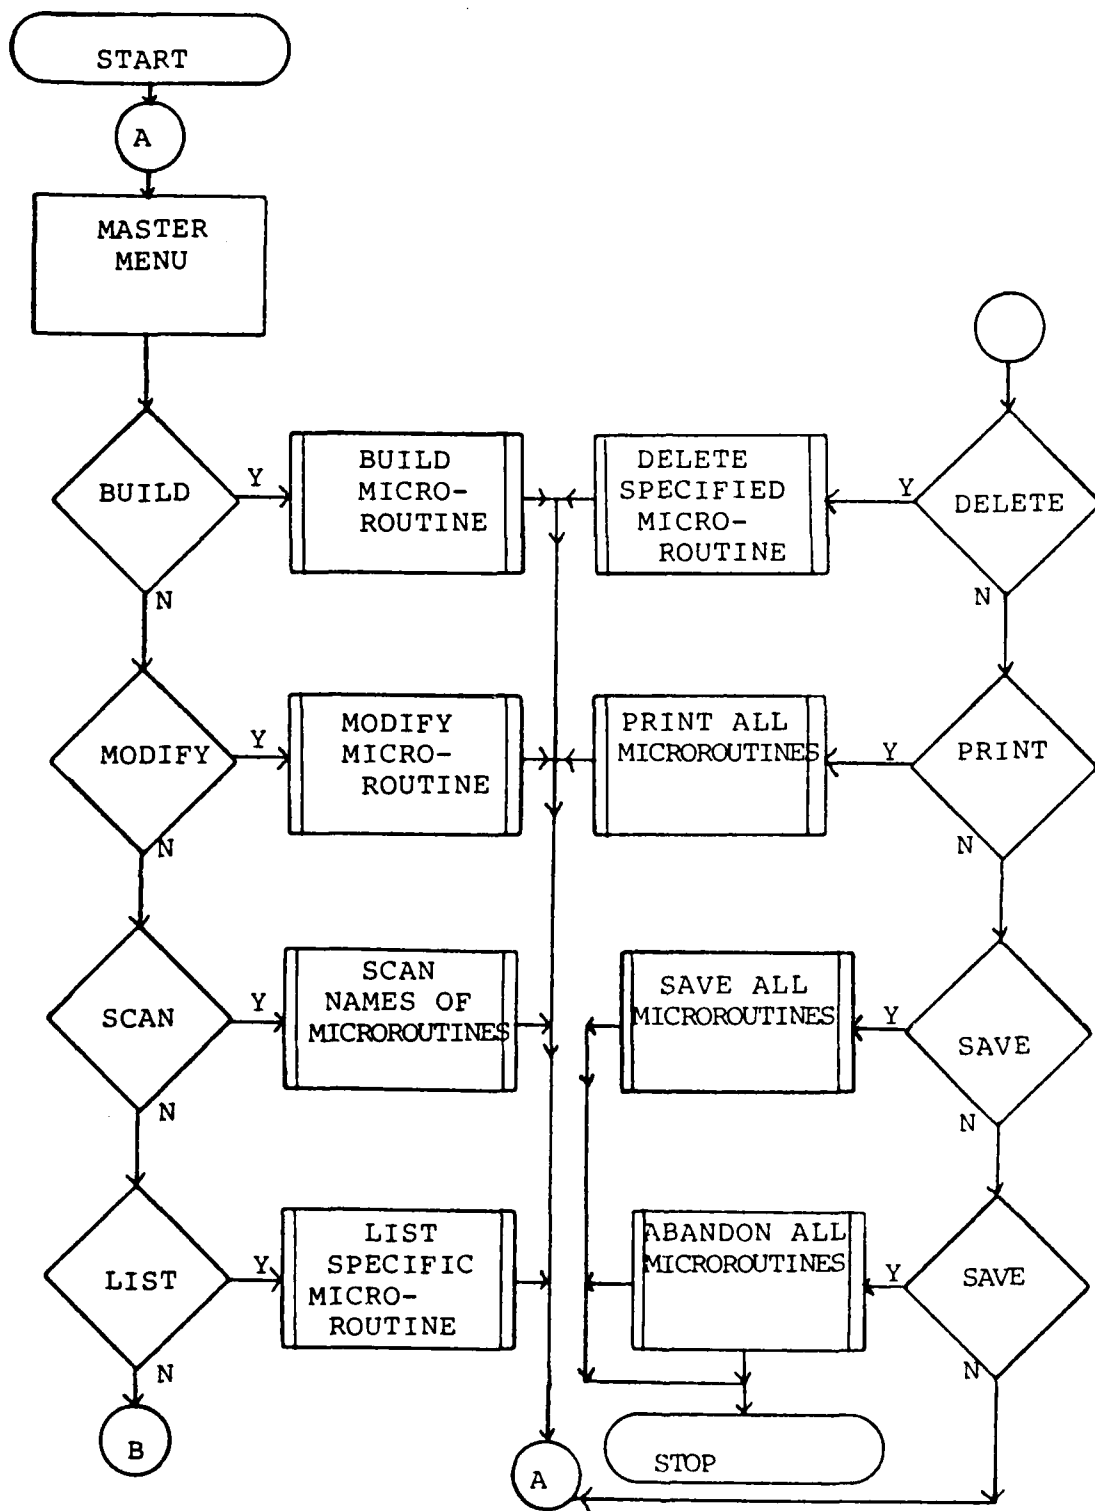 START
A
MASTER
MENU
BUILD
Y
N
BUILD
MICRO-
ROUTINE
MODIFY
Y
N
MODIFY
MICRO-
ROUTINE
SCAN
Y
N
SCAN
NAMES OF
MICROROUTINES
LIST
Y
N
LIST
SPECIFIC
MICRO-
ROUTINE
B
DELETE
Y
N
DELETE
SPECIFIED
MICRO-
ROUTINE
PRINT
Y
N
PRINT ALL
MICROROUTINES
SAVE
Y
N
SAVE ALL
MICROROUTINES
SAVE
Y
N
ABANDON ALL
MICROROUTINES
STOP
A